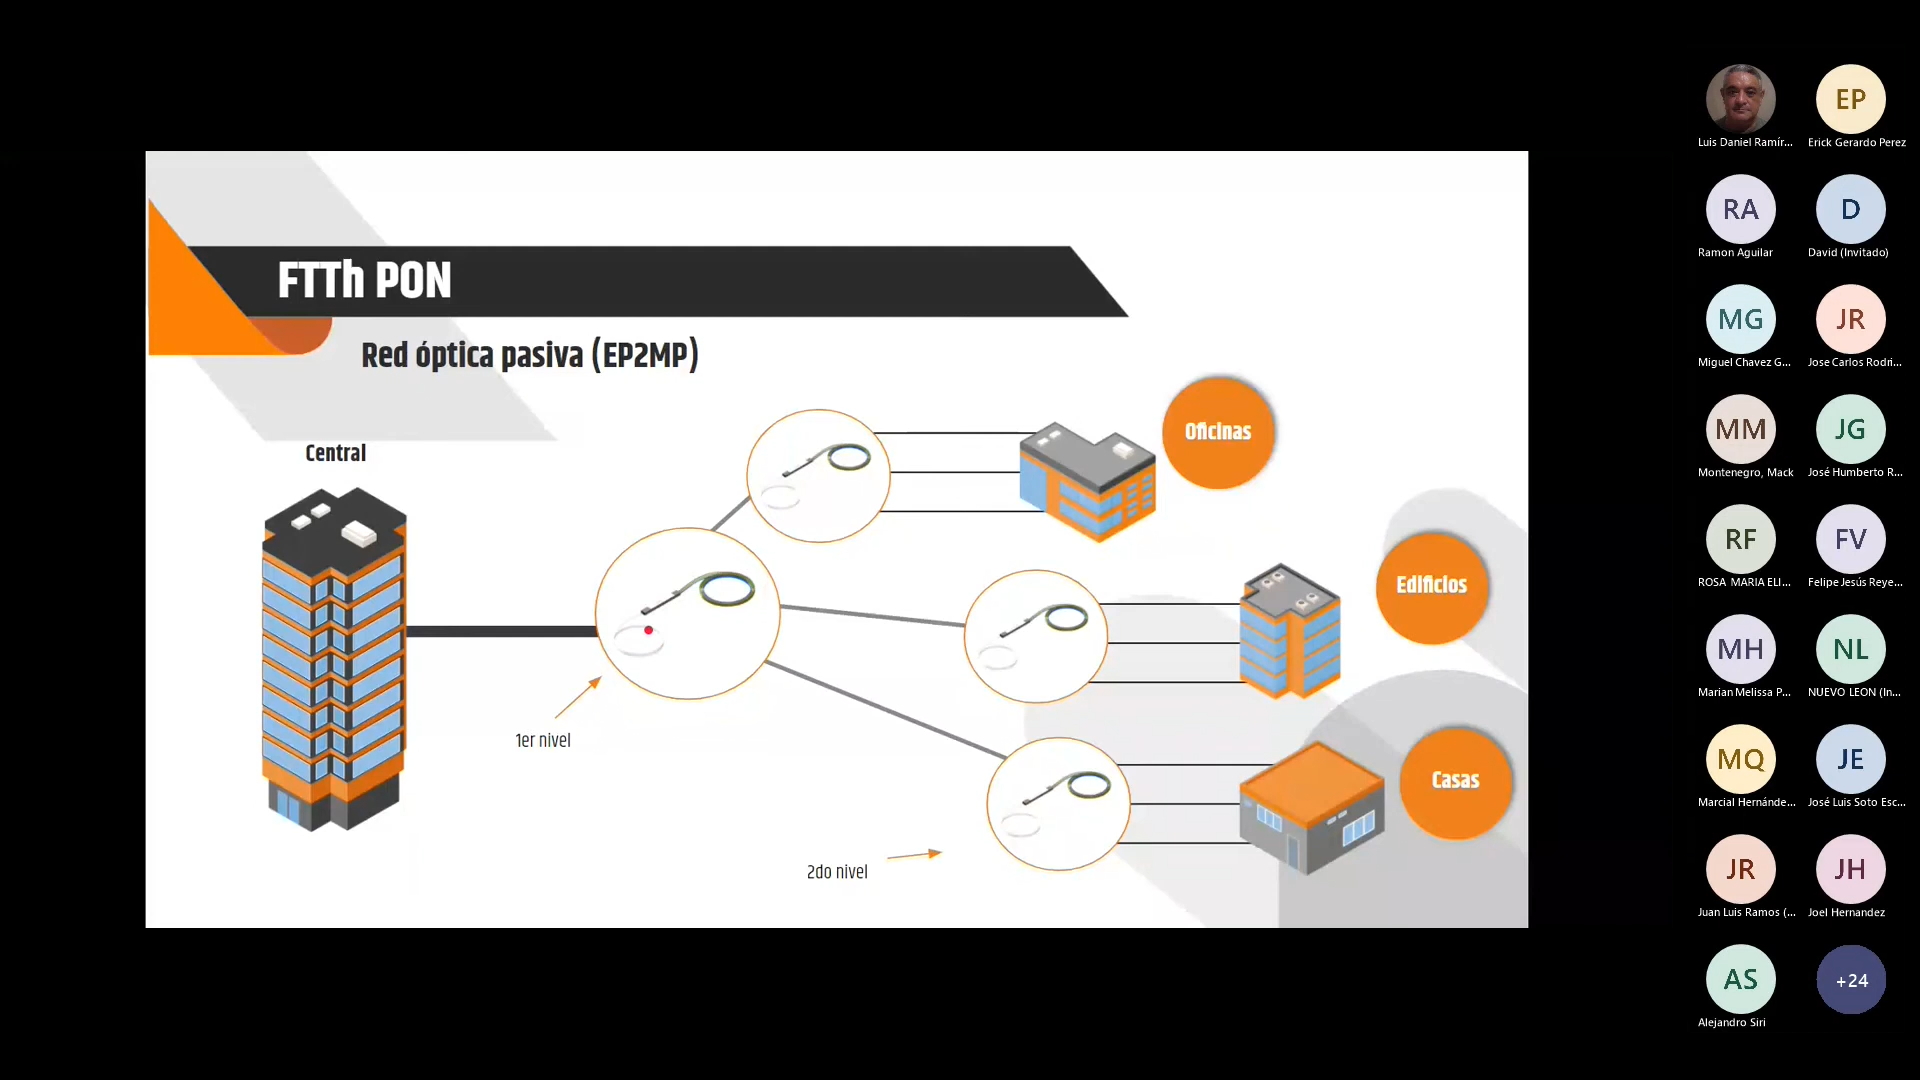 FTTh PON
Red óptica pasiva (EP2MP)
Central
Oficinas
Edificios
Casas
1er nivel
2do nivel
Luis Daniel Ramír...
EP
Erick Gerardo Perez
RA
Ramon Aguilar
D
David (Invitado)
MG
Miguel Chavez G...
JR
Jose Carlos Rodri...
MM
Montenegro, Mack
JG
José Humberto R...
RF
ROSA MARIA ELI...
FV
Felipe Jesús Reye...
MH
Marian Melissa P...
NL
NUEVO LEON (In...
MQ
Marcial Hernánde...
JE
José Luis Soto Esc...
JR
Juan Luis Ramos (...
JH
Joel Hernandez
AS
Alejandro Siri
+24